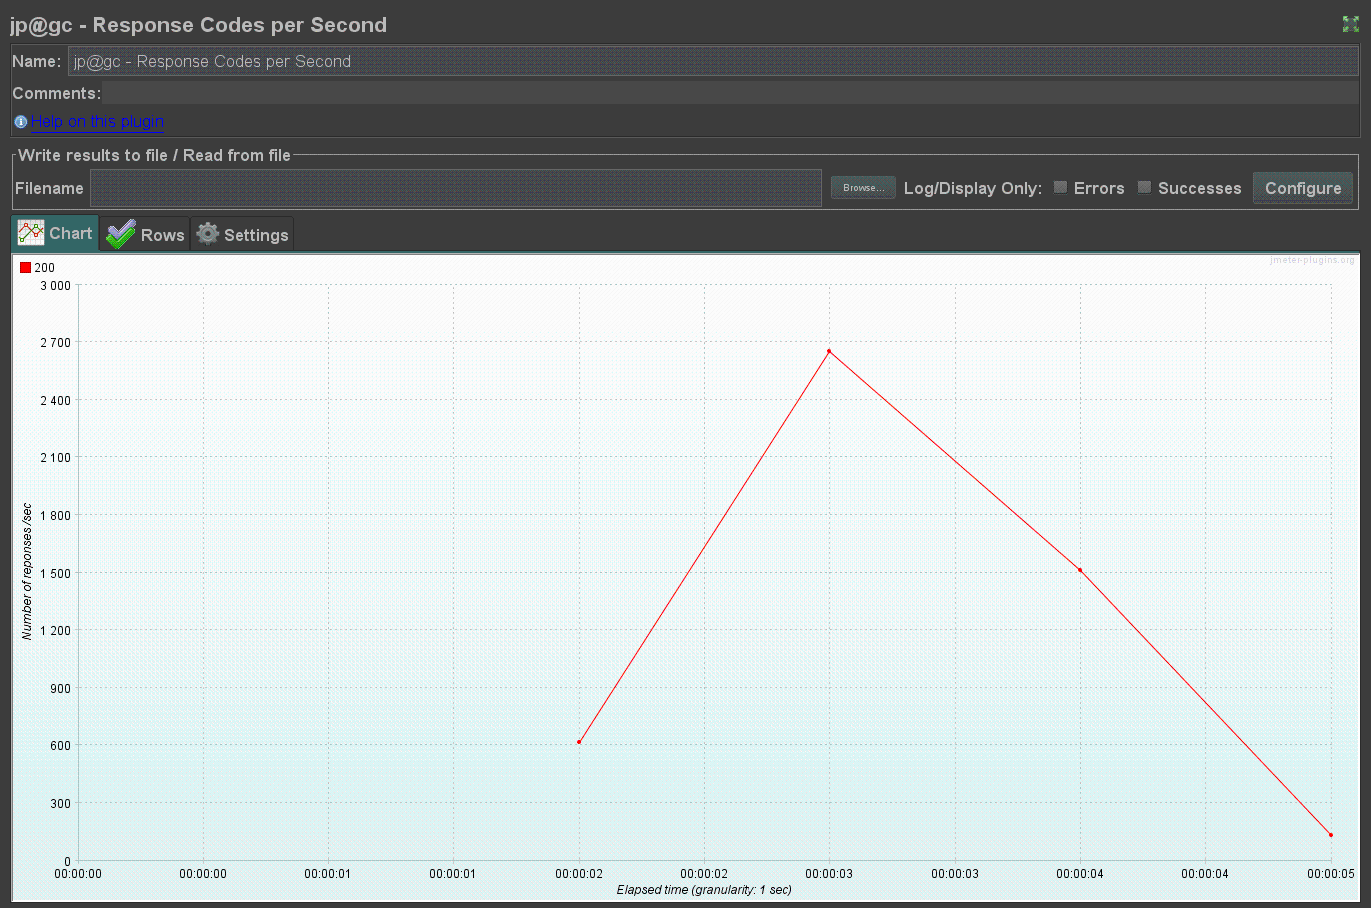 jp@gc - Response Codes per Second
Name: jp@gc - Response Codes per Second
Comments:
Help on this plugin
Write results to file / Read from file
Filename Browse... Log/Display Only: Errors Successes Configure
Chart Rows Settings
200 jmeter-plugins.org
3 000
2 700
2 400
2 100
1 800
1 500
1 200
900
600
300
0
Number of reponses /sec
00:00:00 00:00:00 00:00:01 00:00:01 00:00:02 00:00:02 00:00:03 00:00:03 00:00:04 00:00:04 00:00:05
Elapsed time (granularity: 1 sec)